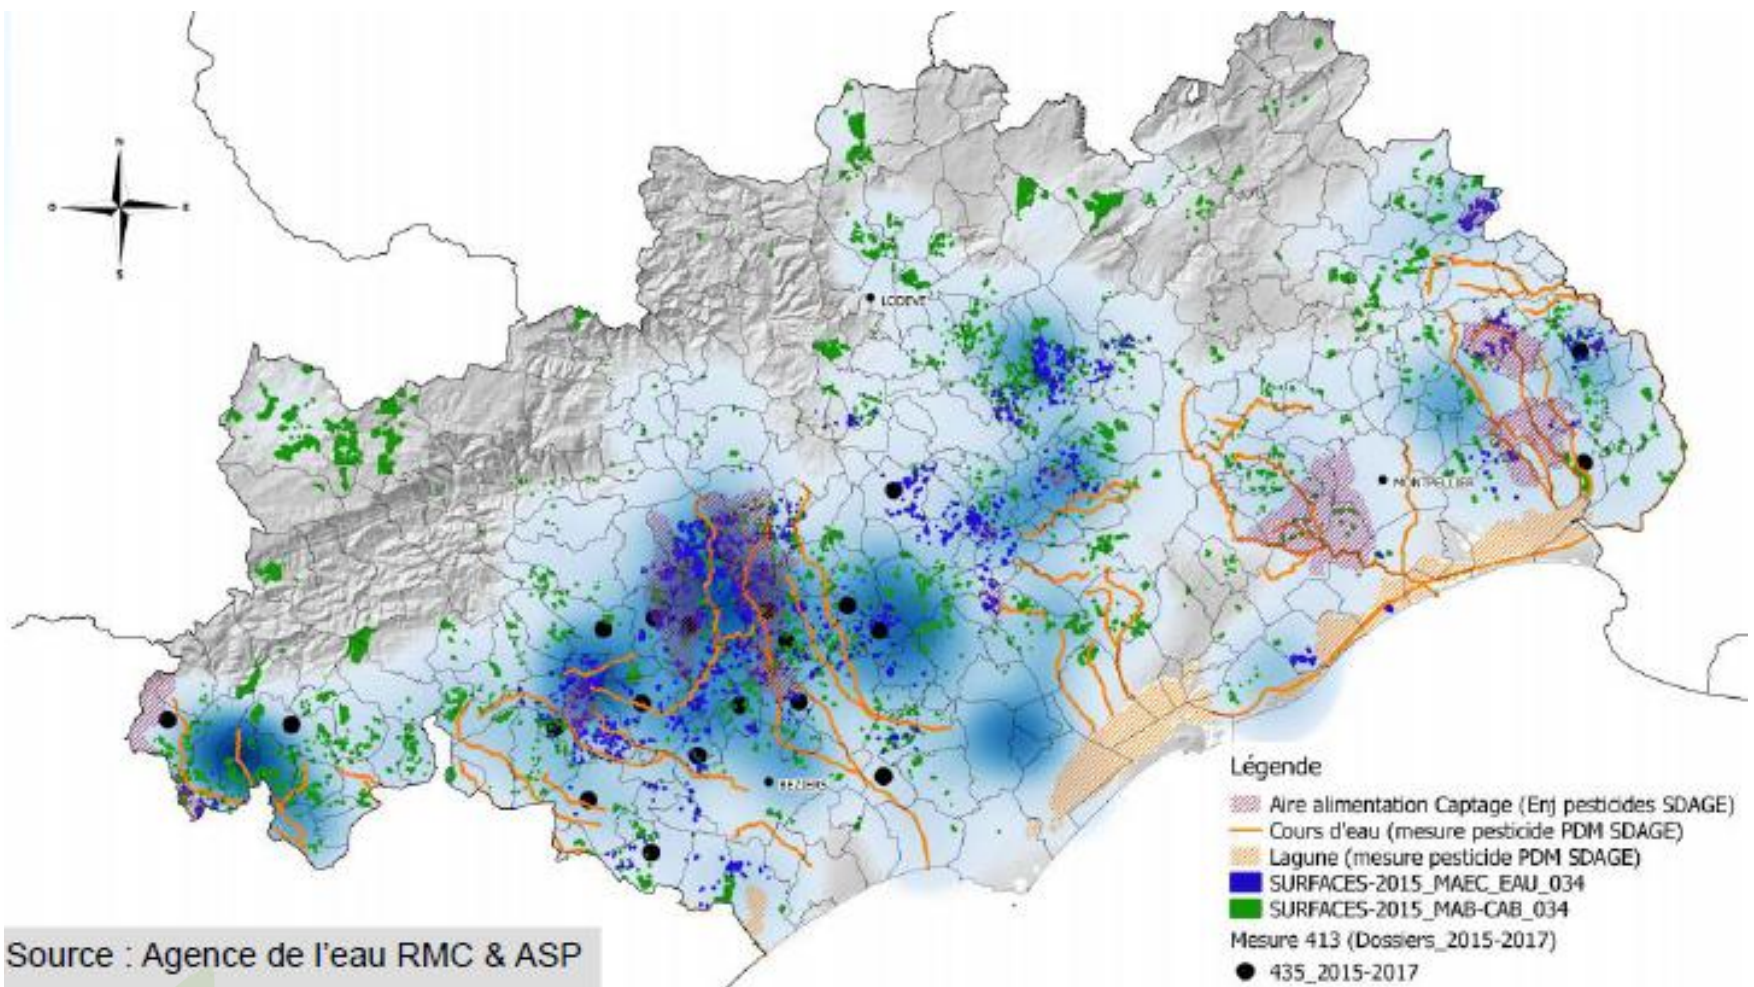 N
O
E
S
LODEVE
MONTPELLIER
BEZIERS
Légende
Aire alimentation Captage (Enj pesticides SDAGE)
Cours d'eau (mesure pesticide PDM SDAGE)
Lagune (mesure pesticide PDM SDAGE)
SURFACES-2015_MAEC_EAU_034
SURFACES-2015_MAB-CAB_034
Mesure 413 (Dossiers_2015-2017)
435_2015-2017
Source : Agence de l'eau RMC & ASP